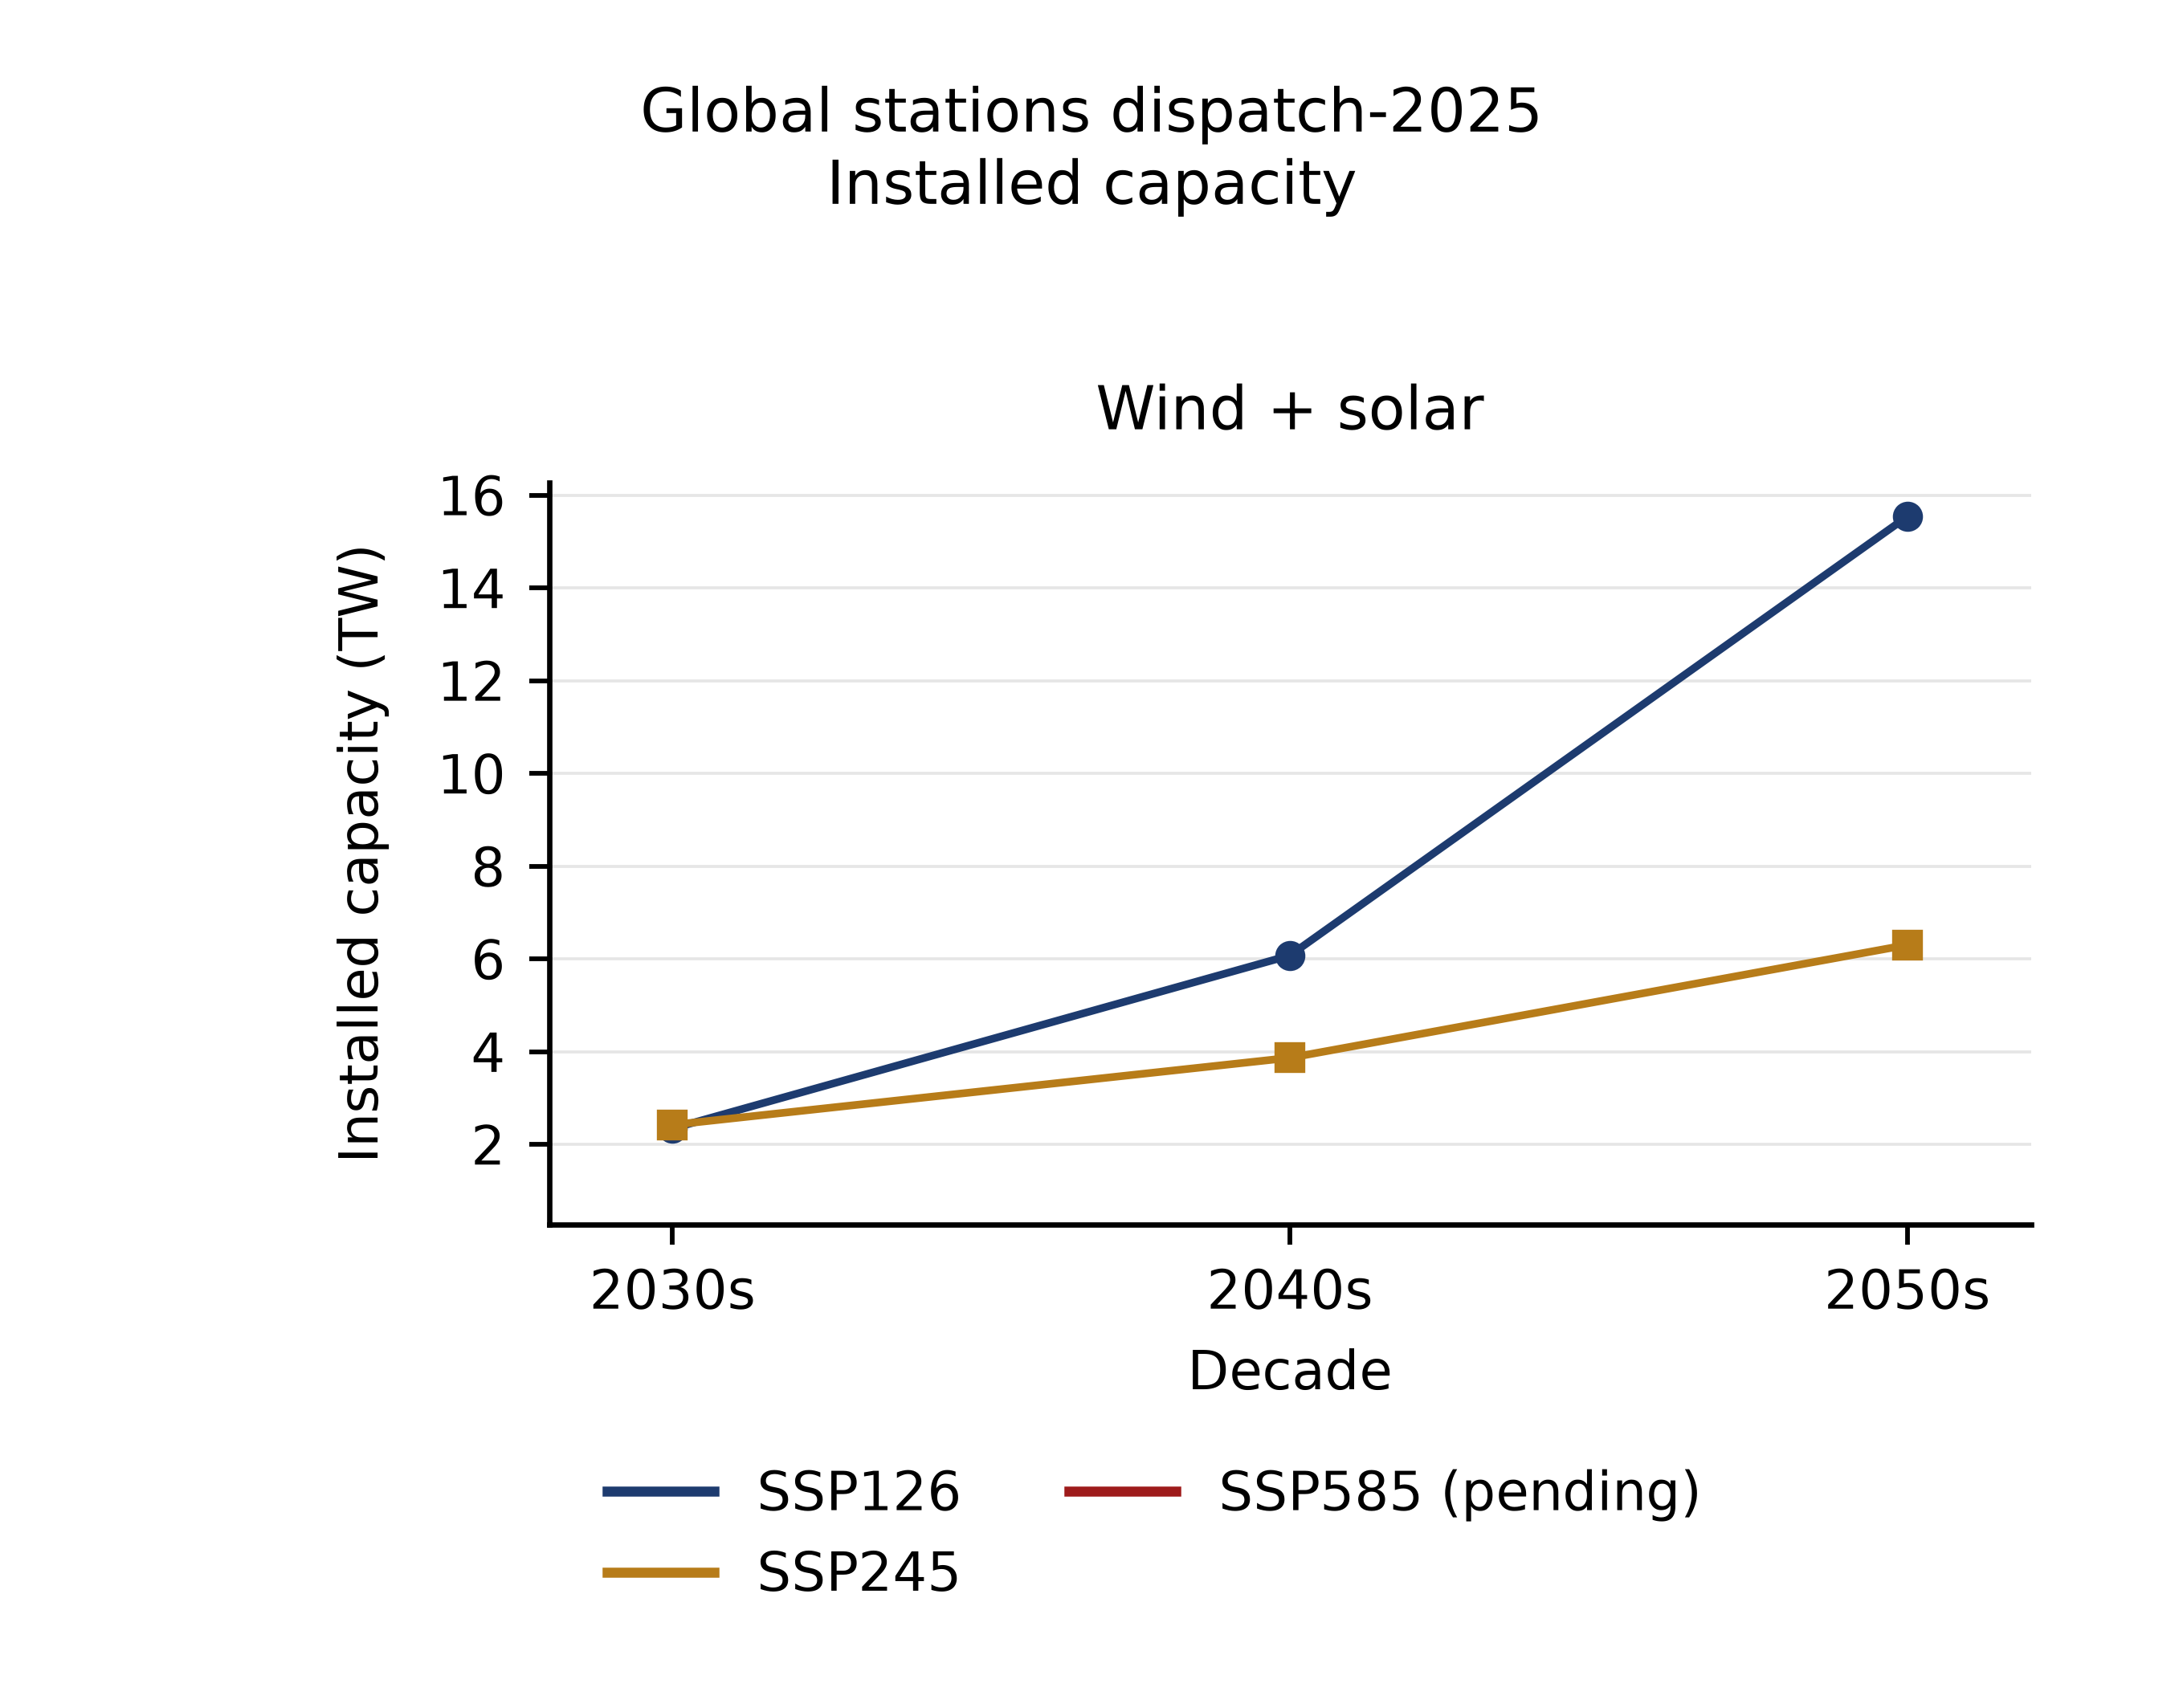 Global stations dispatch-2025
Installed capacity
Wind + solar
Installed capacity (TW)
16
14
12
10
8
6
4
2
2030s
2040s
2050s
Decade
SSP126
SSP245
SSP585 (pending)